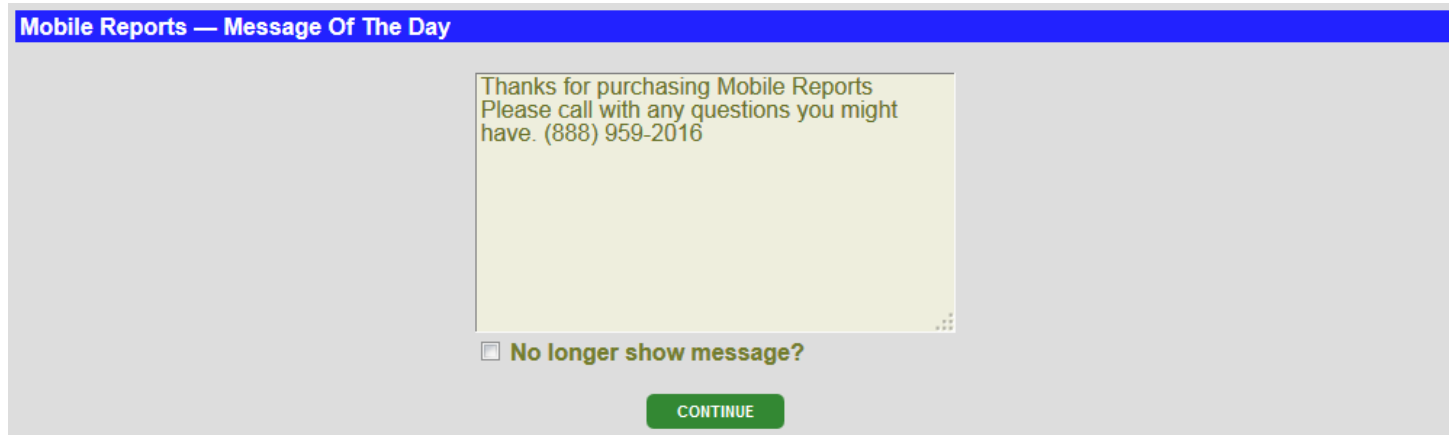 Mobile Reports — Message Of The Day
Thanks for purchasing Mobile Reports
Please call with any questions you might
have. (888) 959-2016
No longer show message?
CONTINUE